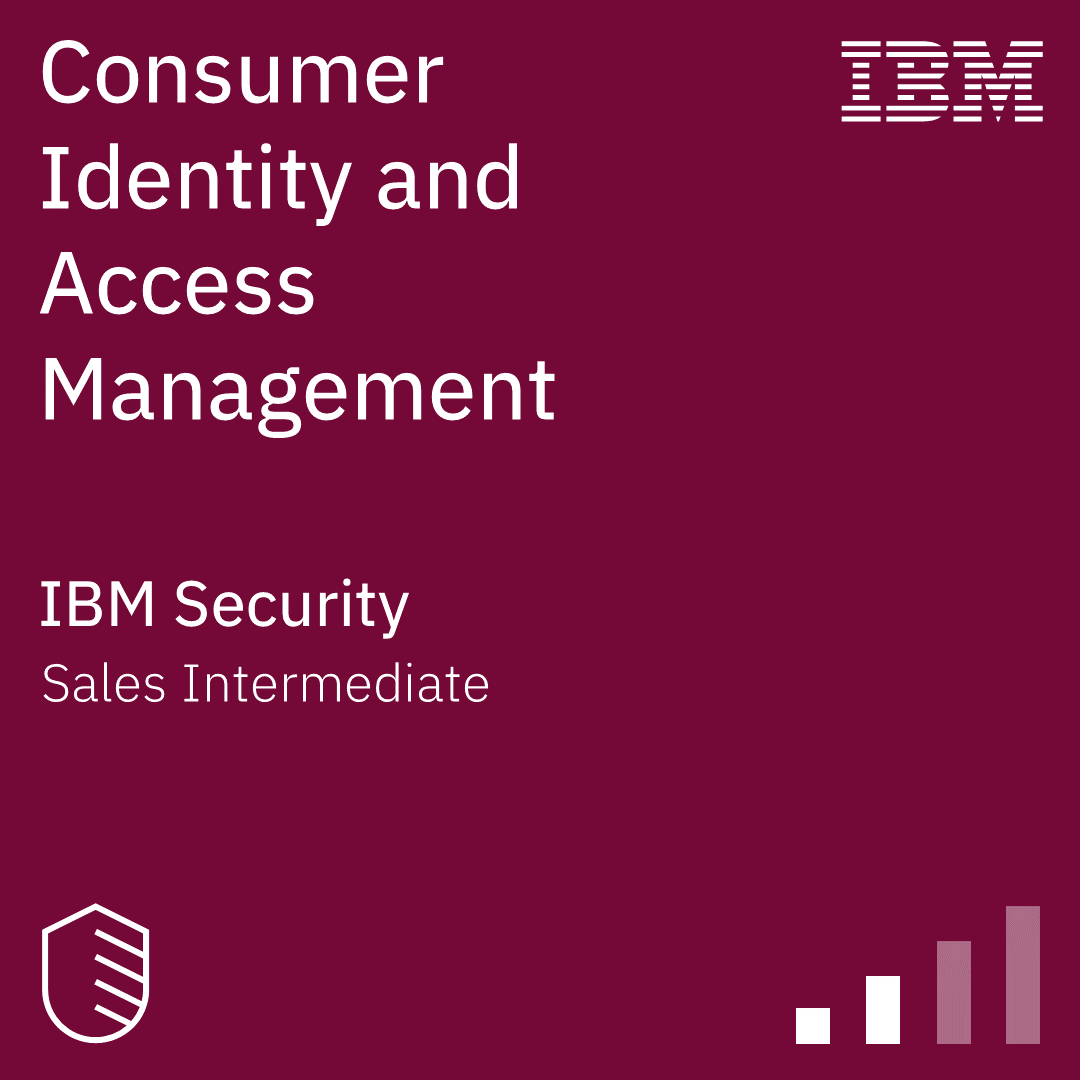 Consumer
Identity and
Access
Management
IBM
IBM Security
Sales Intermediate